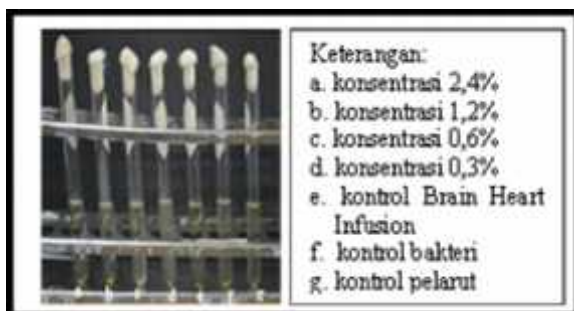 Keterangan:
a. konsentrasi 2,4%
b. konsentrasi 1,2%
c. konsentrasi 0,6%
d. konsentrasi 0,3%
e. kontrol Brain Heart
Infusion
f. kontrol bakteri
g. kontrol pelarut